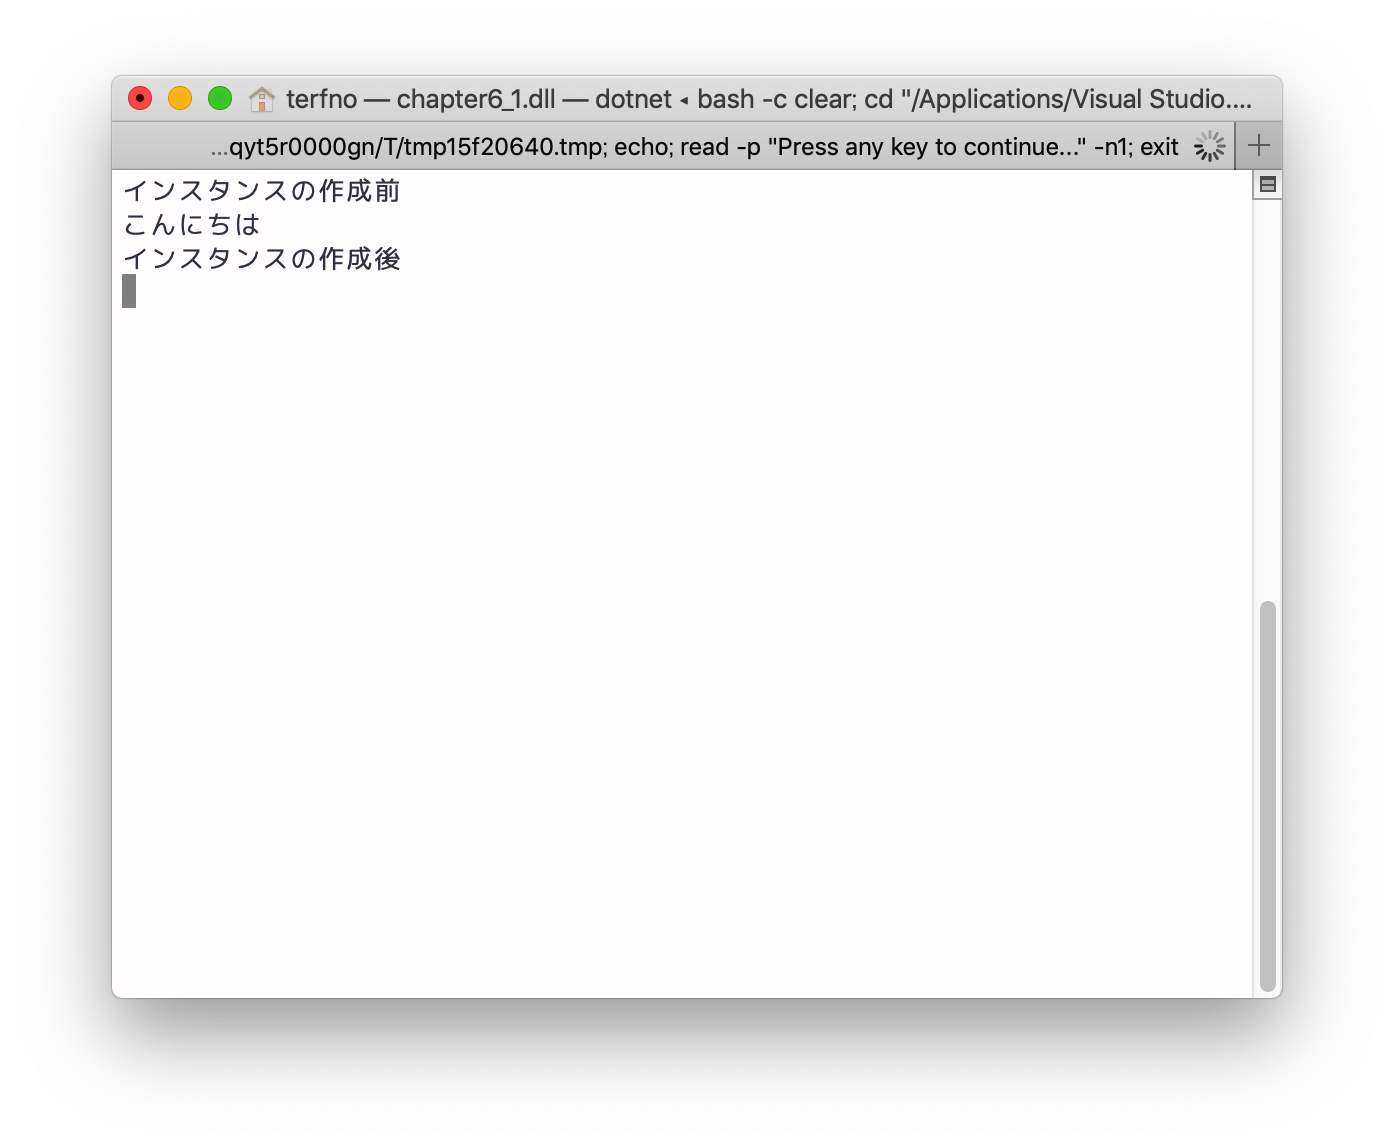 terfno — chapter6_1.dll — dotnet ◂ bash -c clear; cd "/Applications/Visual Studio....
...qyt5r0000gn/T/tmp15f20640.tmp; echo; read -p "Press any key to continue..." -n1; exit
インスタンスの作成前
こんにちは
インスタンスの作成後